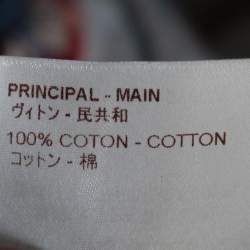 PRINCIPAL - MAIN
ヴィトン - 民共和
100% COTON - COTTON
コットン - 棉